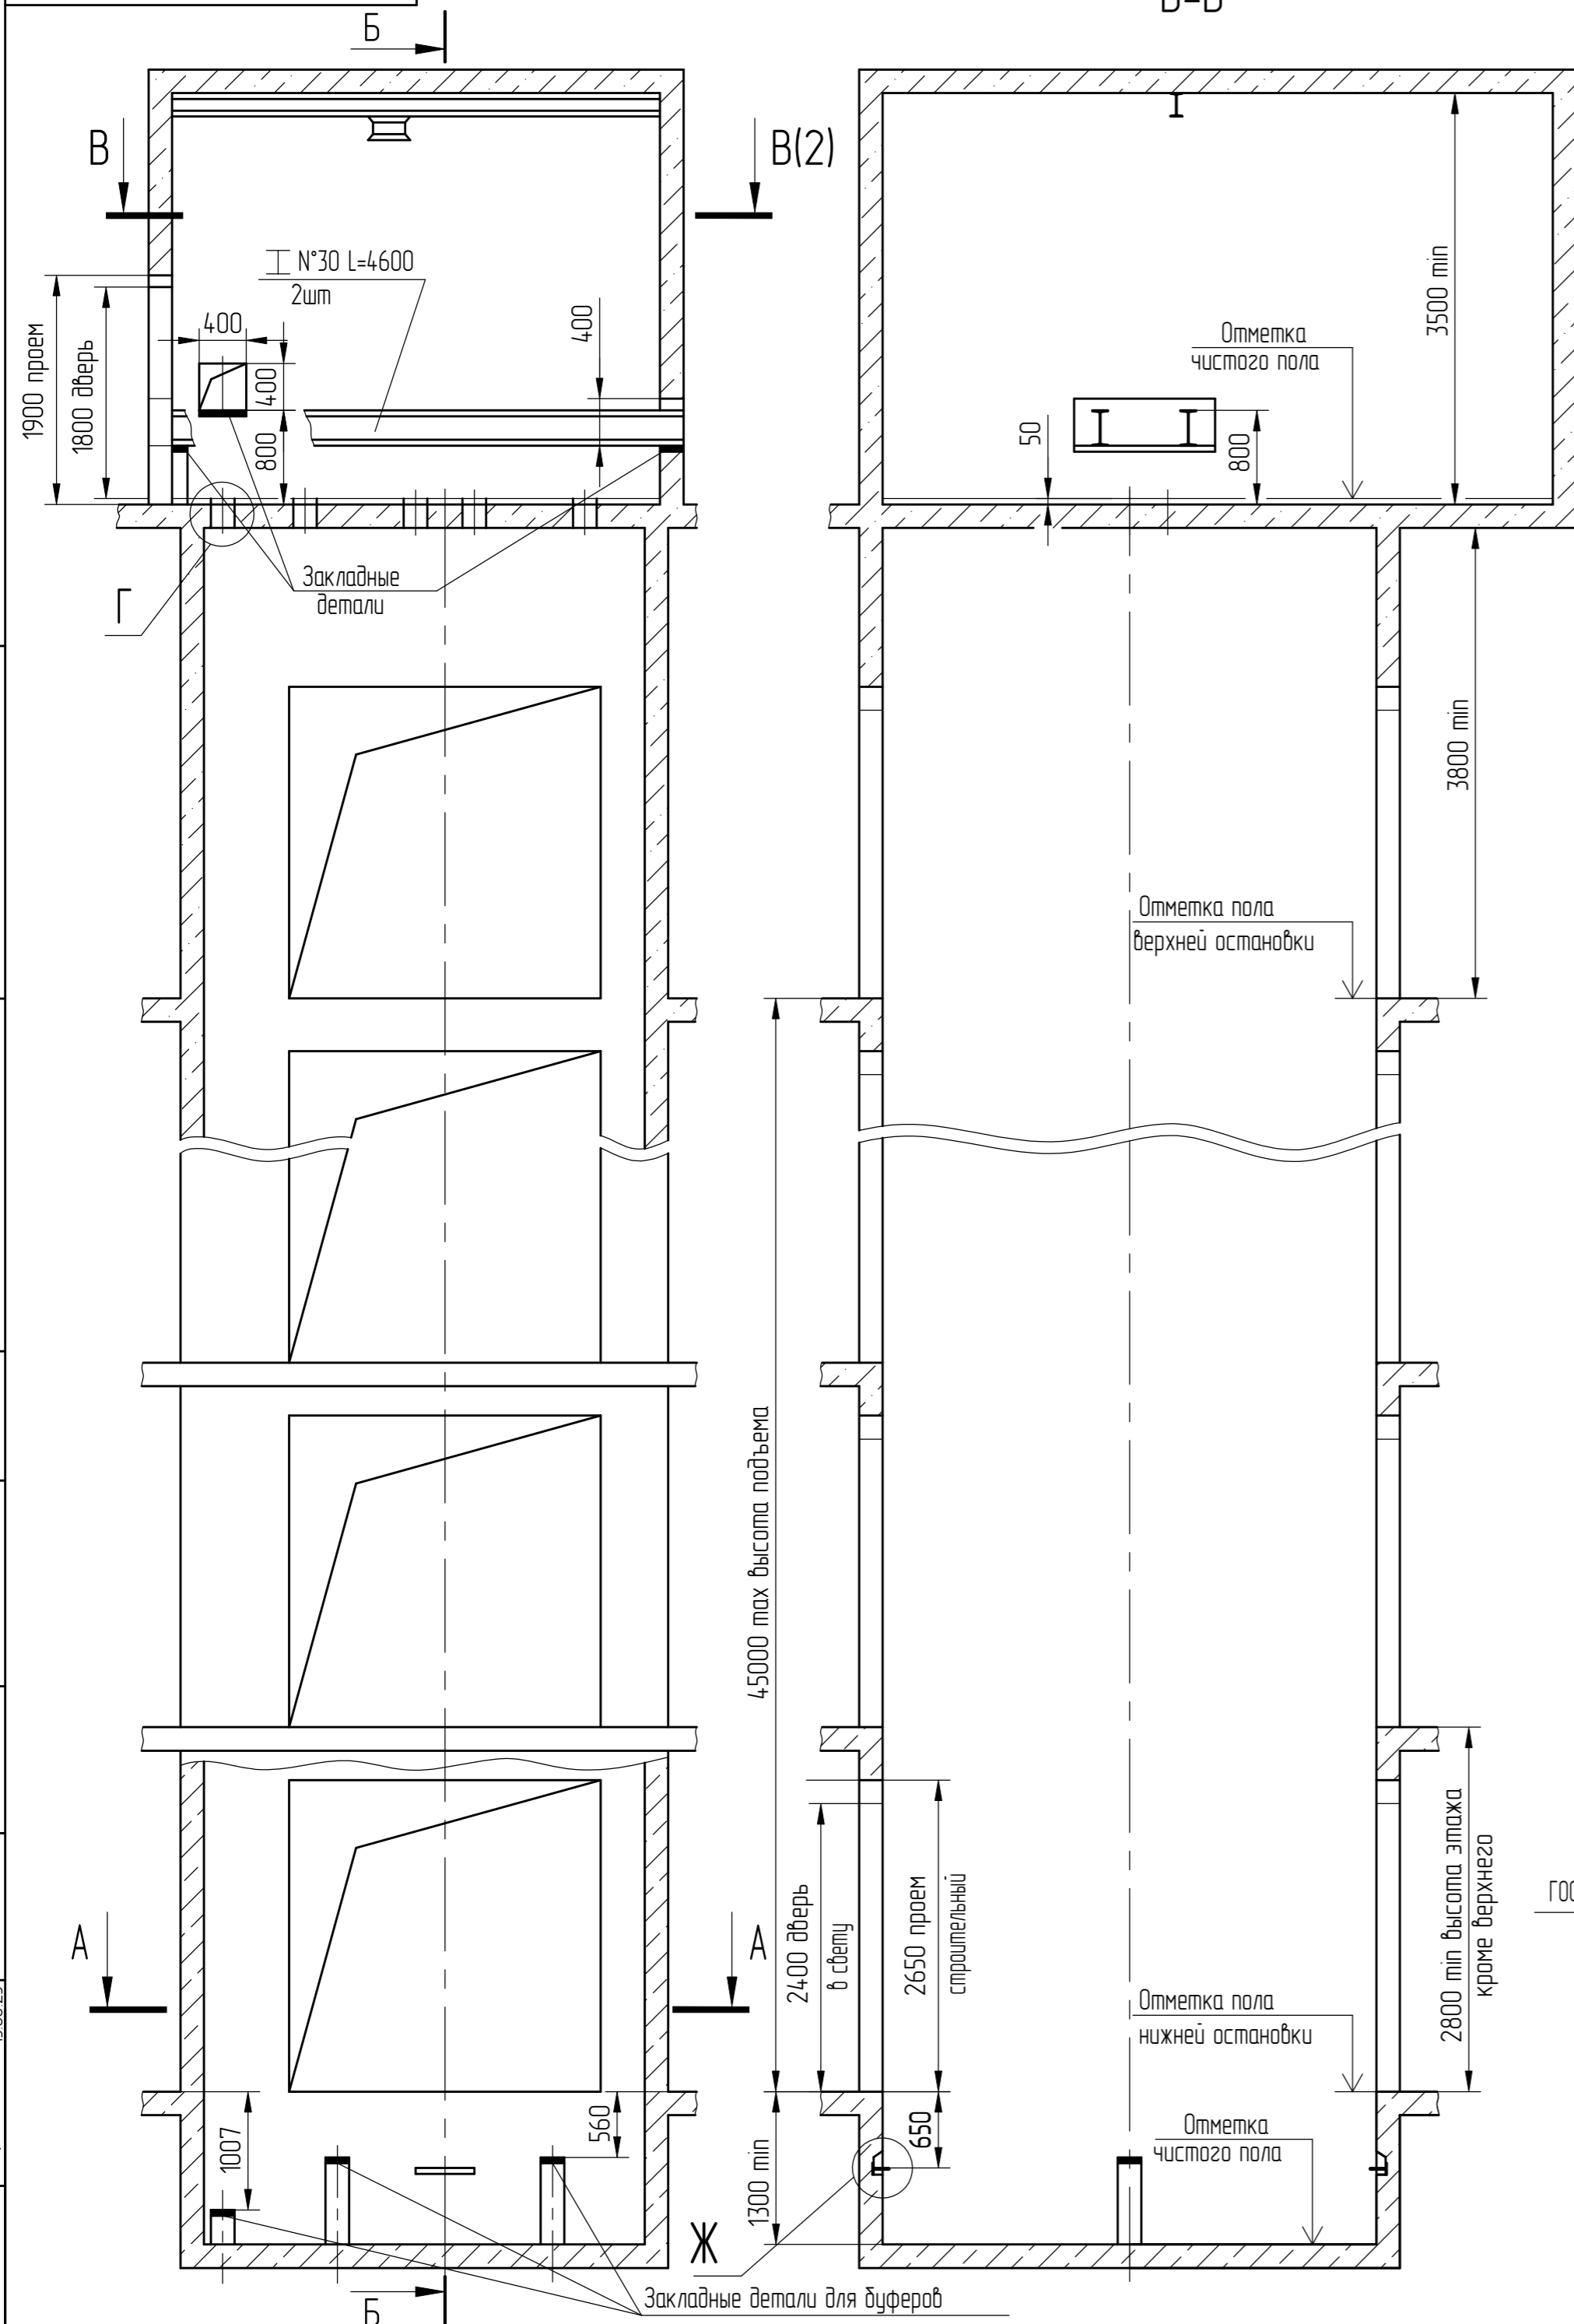 Б
Б-Б
В
В(2)
I N°30 L=4600
2шт
400
400
400
800
1900 проем
1800 дверь
3500 min
Отметка
чистого пола
50
800
Закладные
детали
Г
3800 min
Отметка пола
верхней остановки
45000 max высота подъема
2400 дверь
в свету
2650 проем
строительный
2800 min высота этажа
кроме верхнего
ГОС
А
А
Отметка пола
нижней остановки
1007
560
650
1300 min
Отметка
чистого пола
Ж
Закладные детали для буферов
Б